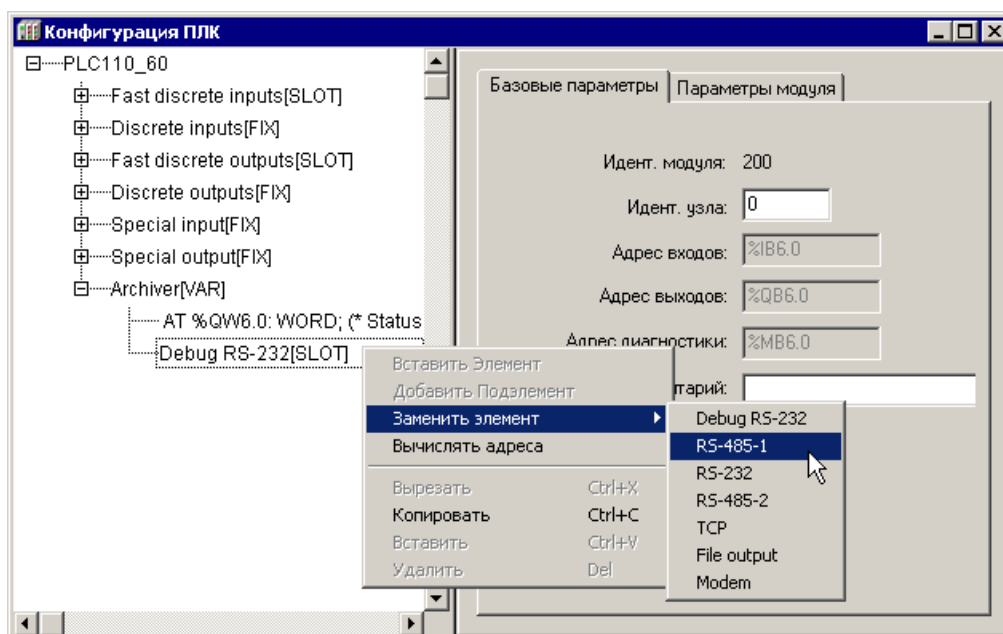 Конфигурация ПЛК
PLC110_60
Fast discrete inputs[SLOT]
Discrete inputs[FIX]
Fast discrete outputs[SLOT]
Discrete outputs[FIX]
Special input[FIX]
Special output[FIX]
Archiver[VAR]
AT %QW6.0: WORD; (* Status
Debug RS-232[SLOT]
Базовые параметры
Параметры модуля
Идент. модуля: 200
Идент. узла: 0
Адрес входов: %IB6.0
Адрес выходов: %QB6.0
Адрес диагностики: %MB6.0
тарий:
Вставить Элемент
Добавить Подэлемент
Заменить элемент
Вычислять адреса
Вырезать Ctrl+X
Копировать Ctrl+C
Вставить Ctrl+V
Удалить Del
Debug RS-232
RS-485-1
RS-232
RS-485-2
TCP
File output
Modem